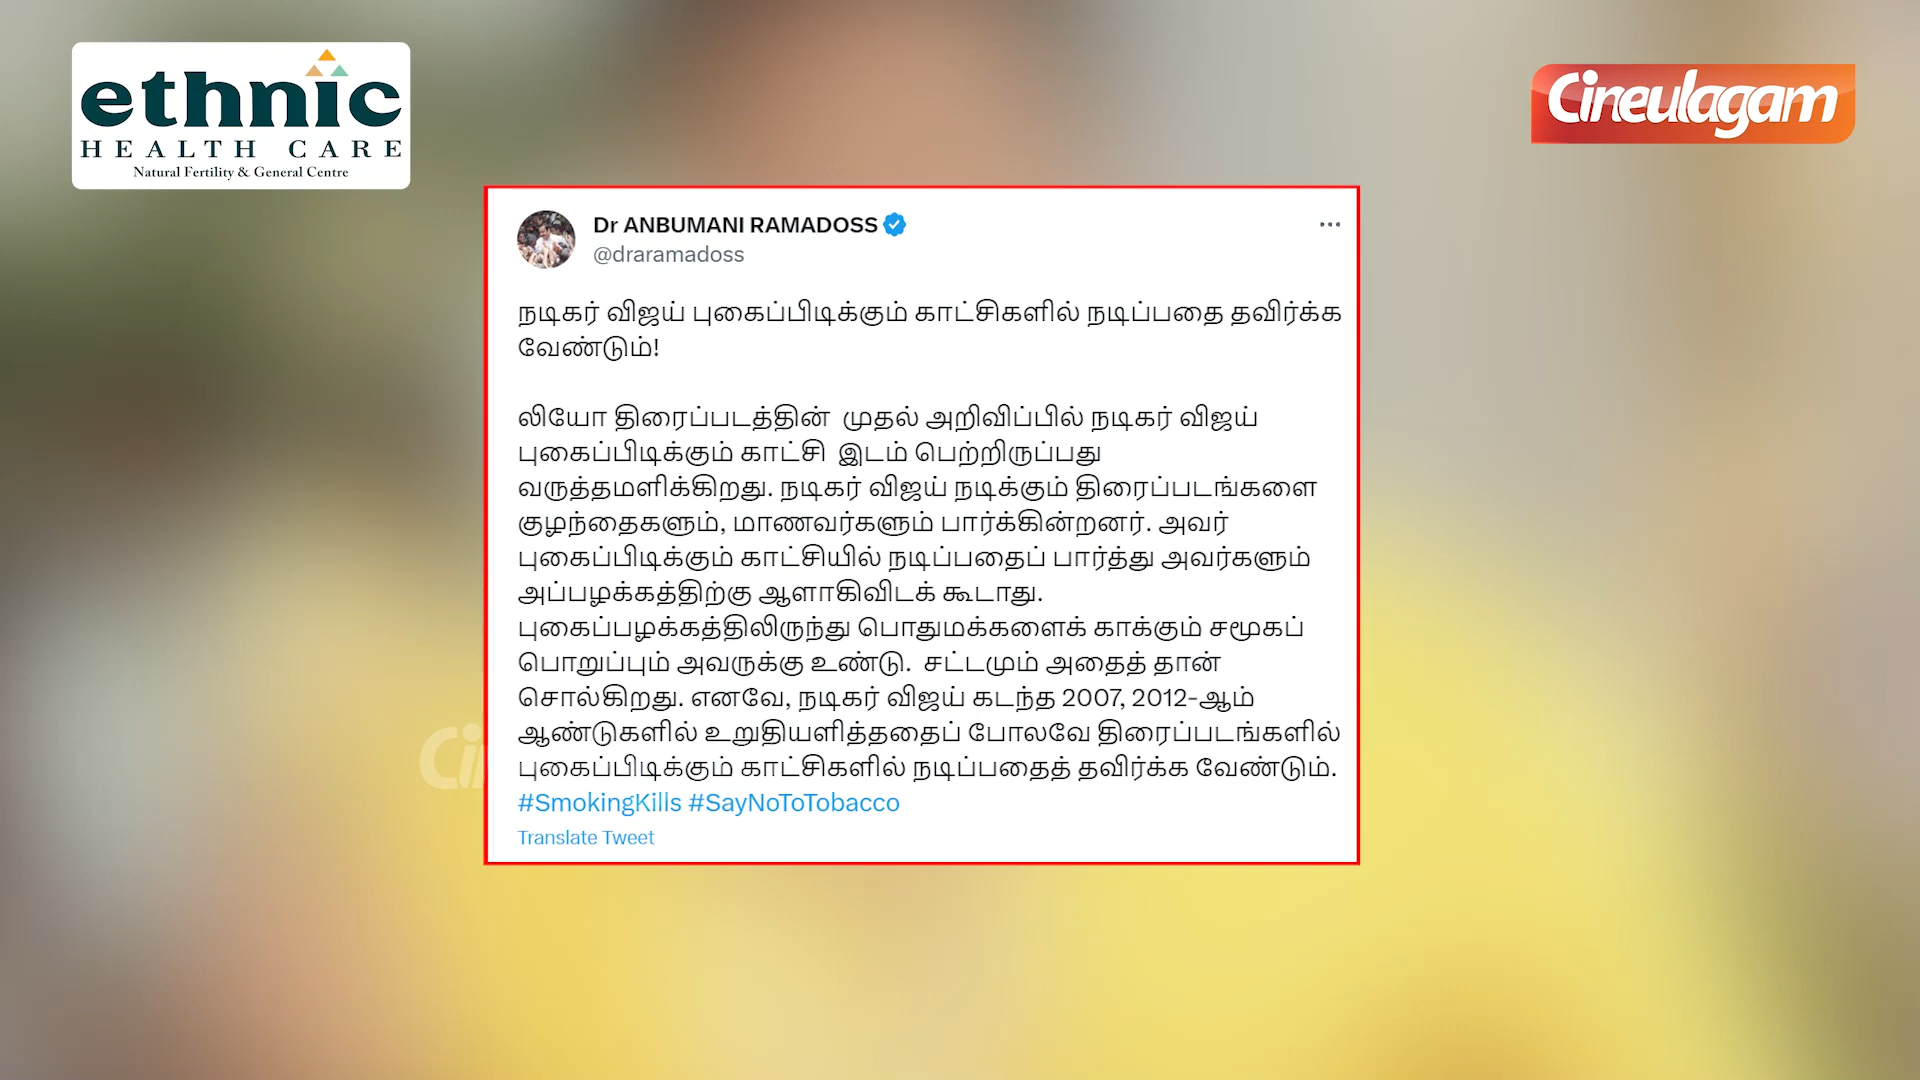 ethnic
HEALTH CARE
Natural Fertility & General Centre
Cineulagam
Dr ANBUMANI RAMADOSS
@draramadoss
நடிகர் விஜய் புகைப்பிடிக்கும் காட்சிகளில் நடிப்பதை தவிர்க்க
வேண்டும்!
லியோ திரைப்படத்தின் முதல் அறிவிப்பில் நடிகர் விஜய்
புகைப்பிடிக்கும் காட்சி இடம் பெற்றிருப்பது
வருத்தமளிக்கிறது. நடிகர் விஜய் நடிக்கும் திரைப்படங்களை
குழந்தைகளும், மாணவர்களும் பார்க்கின்றனர். அவர்
புகைப்பிடிக்கும் காட்சியில் நடிப்பதைப் பார்த்து அவர்களும்
அப்பழக்கத்திற்கு ஆளாகிவிடக் கூடாது.
புகைப்பழக்கத்திலிருந்து பொதுமக்களைக் காக்கும் சமூகப்
பொறுப்பும் அவருக்கு உண்டு. சட்டமும் அதைத் தான்
சொல்கிறது. எனவே, நடிகர் விஜய் கடந்த 2007, 2012-ஆம்
ஆண்டுகளில் உறுதியளித்ததைப் போலவே திரைப்படங்களில்
புகைப்பிடிக்கும் காட்சிகளில் நடிப்பதைத் தவிர்க்க வேண்டும்.
#SmokingKills #SayNoToTobacco
Translate Tweet